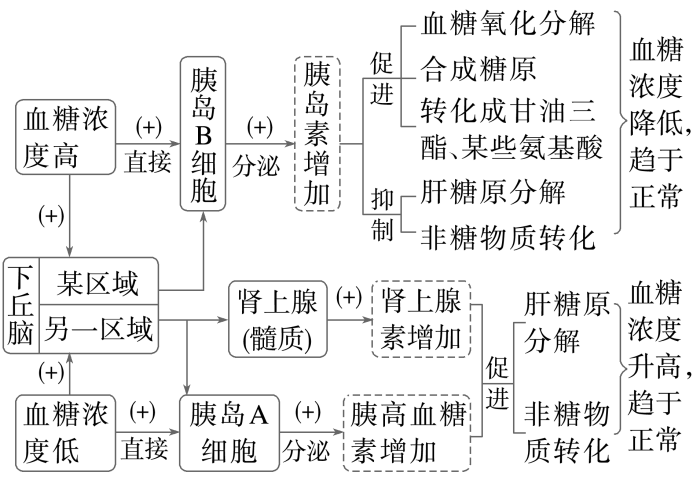 血糖浓
度高
(+)
直接
胰岛B细胞
(+)
分泌
胰岛素增加
促进
血糖氧化分解
合成糖原
转化成甘油三
酯、某些氨基酸
抑制
肝糖原分解
非糖物质转化
血糖
浓度
降低,
趋于
正常
(+)
下丘脑
某区域
另一区域
(+)
肾上腺
(髓质)
(+)
肾上腺
素增加
血糖浓
度低
(+)
直接
胰岛A
细胞
(+)
分泌
胰高血糖
素增加
促进
肝糖原
分解
非糖物
质转化
血糖
浓度
升高,
趋于
正常